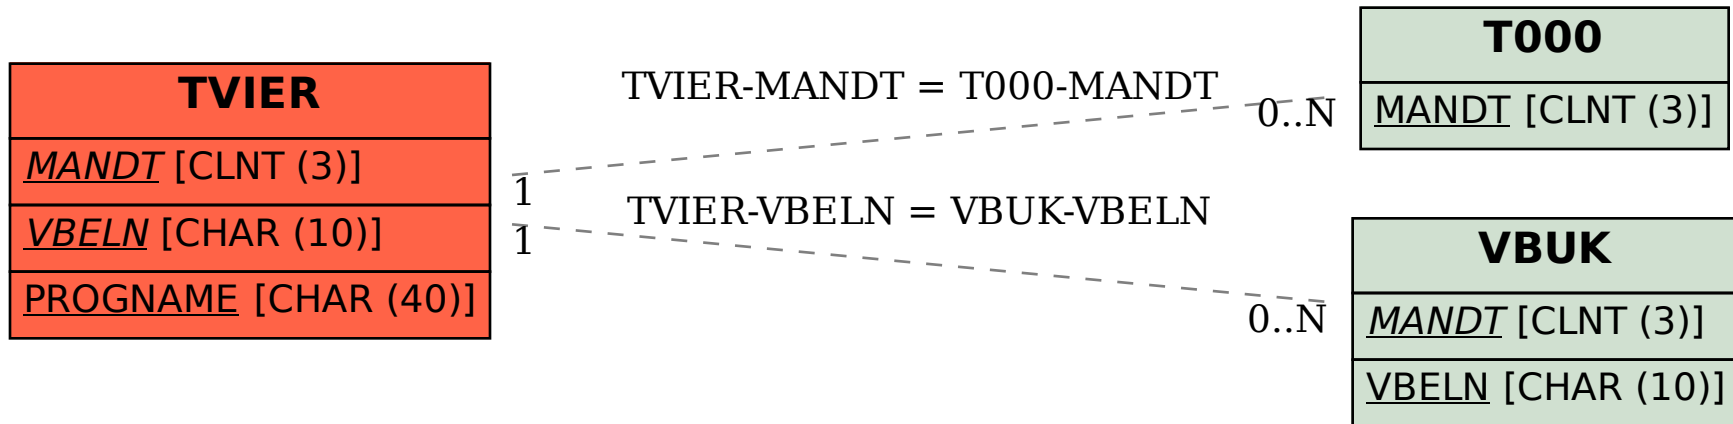 TVIER
MANDT [CLNT (3)]
VBELN [CHAR (10)]
PROGNAME [CHAR (40)]
TVIER-MANDT = T000-MANDT
0..N
1
TVIER-VBELN = VBUK-VBELN
1
0..N
T000
MANDT [CLNT (3)]
VBUK
MANDT [CLNT (3)]
VBELN [CHAR (10)]